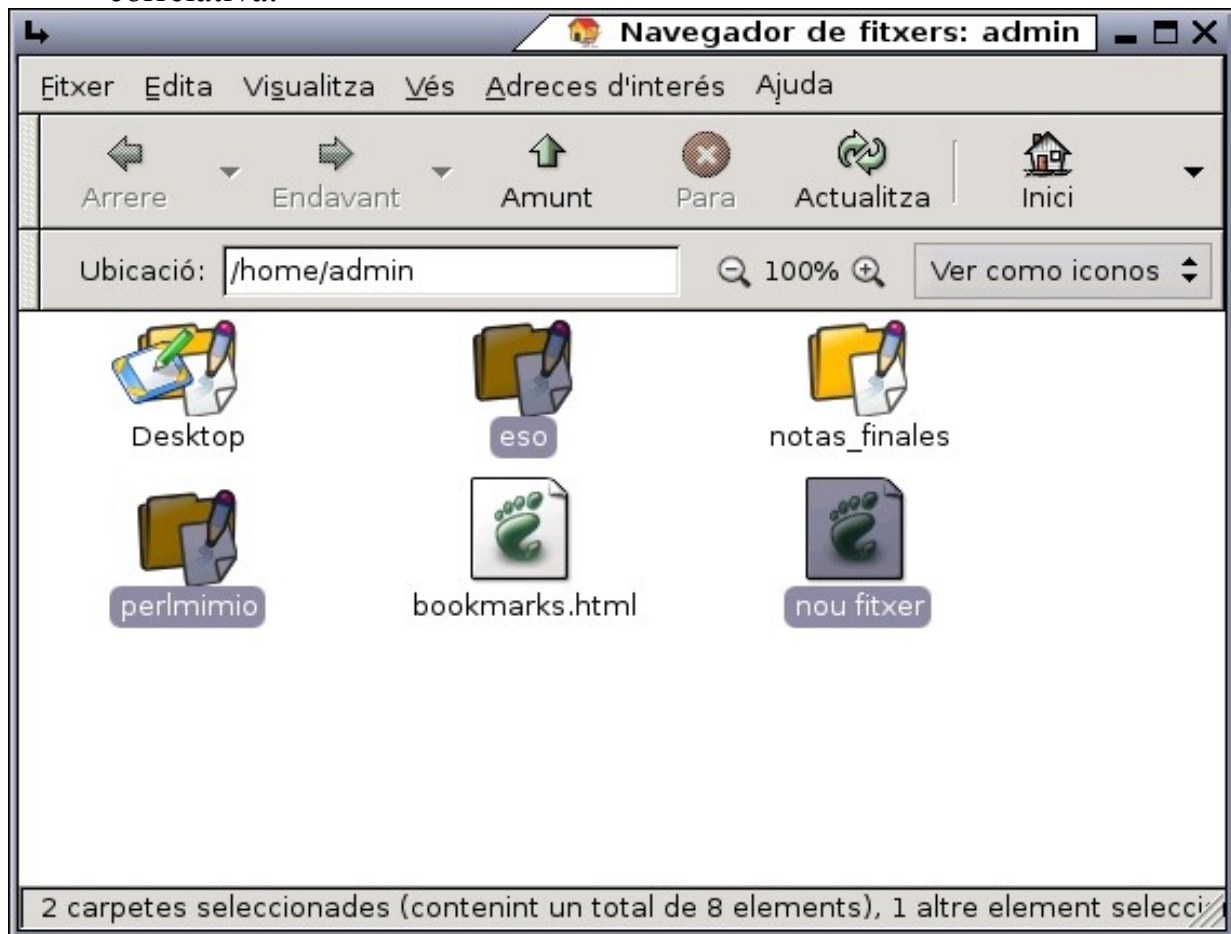 correlativa.
Navegador de fitxers: admin
Fitxer Edita Visualitza Vés Adreces d'interés Ajuda
Arrere Endavant Amunt Para Actualitza Inici
Ubicació: /home/admin 100% Ver como iconos
Desktop eso notas_finales
perlmimio bookmarks.html nou fitxer
2 carpetes seleccionades (contenint un total de 8 elements), 1 altre element selecci